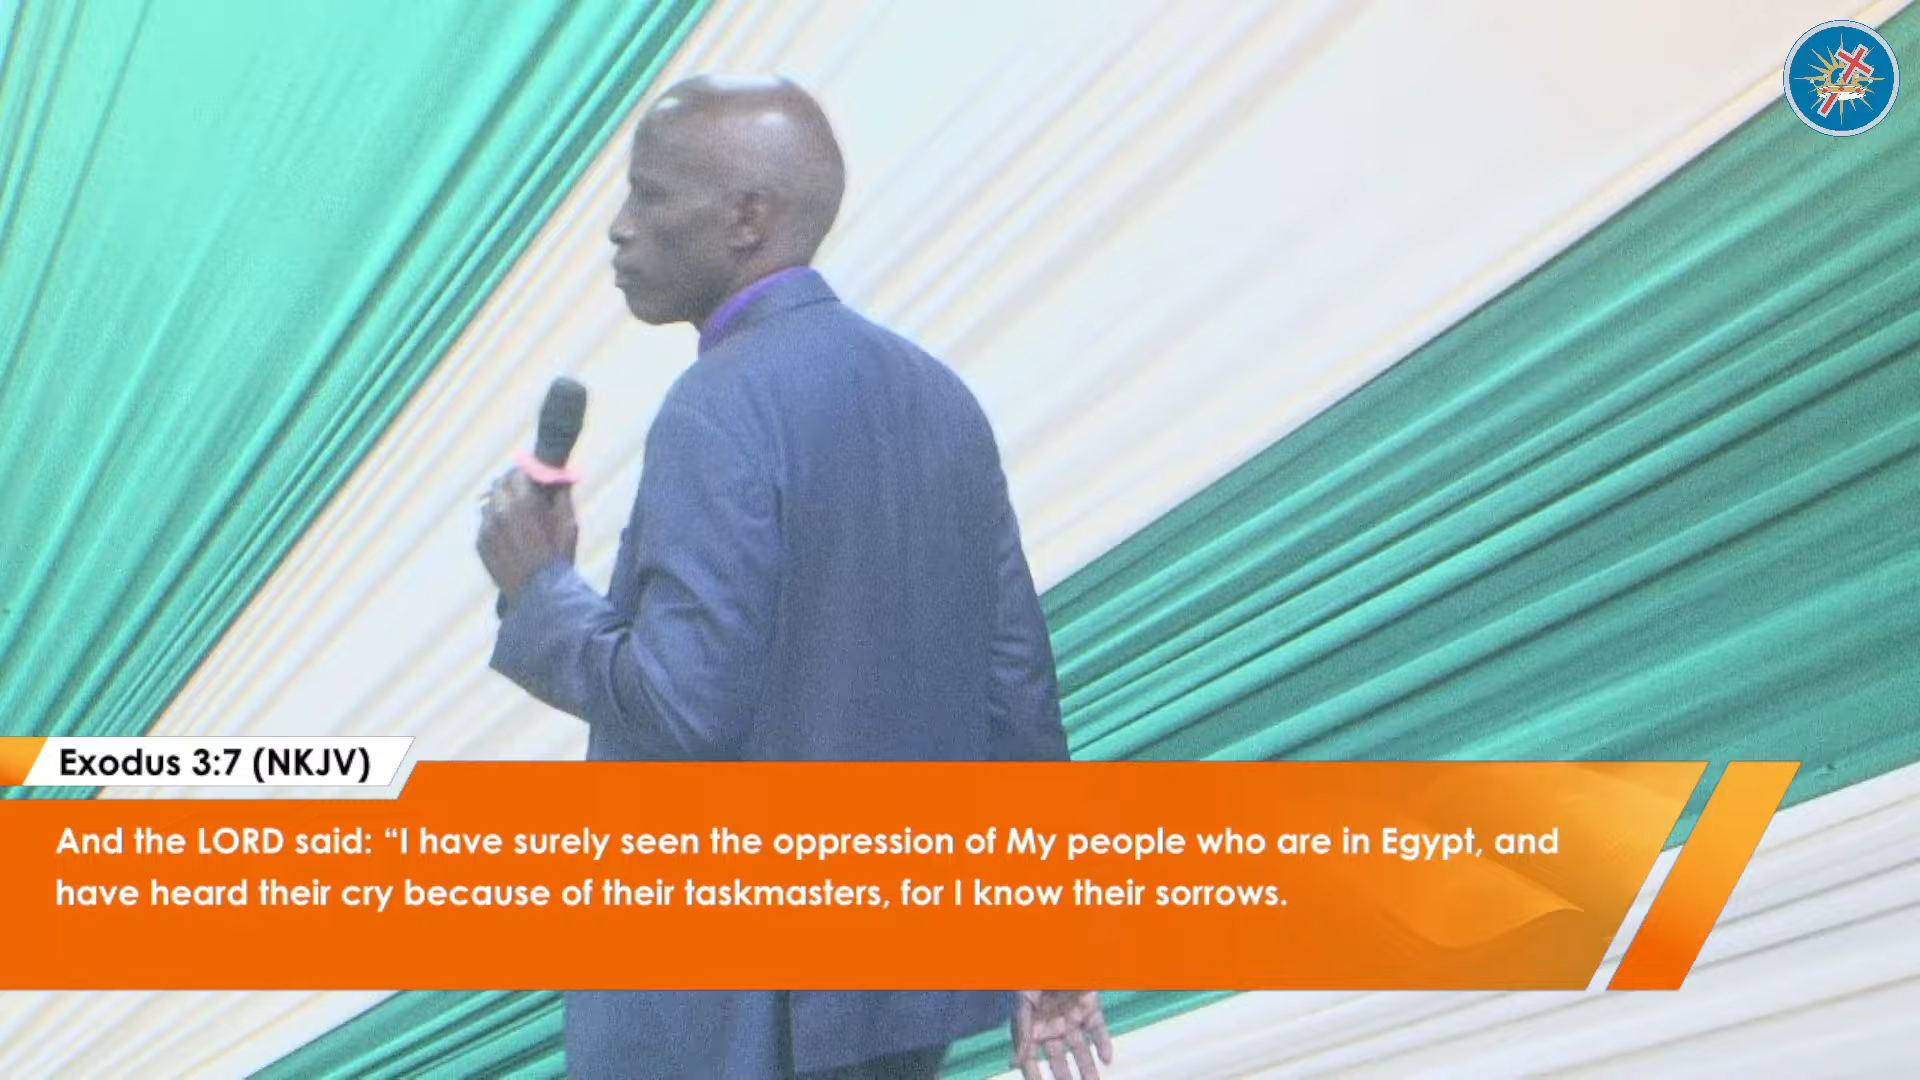 Exodus 3:7 (NKJV)
And the LORD said: “I have surely seen the oppression of My people who are in Egypt, and
have heard their cry because of their taskmasters, for I know their sorrows.